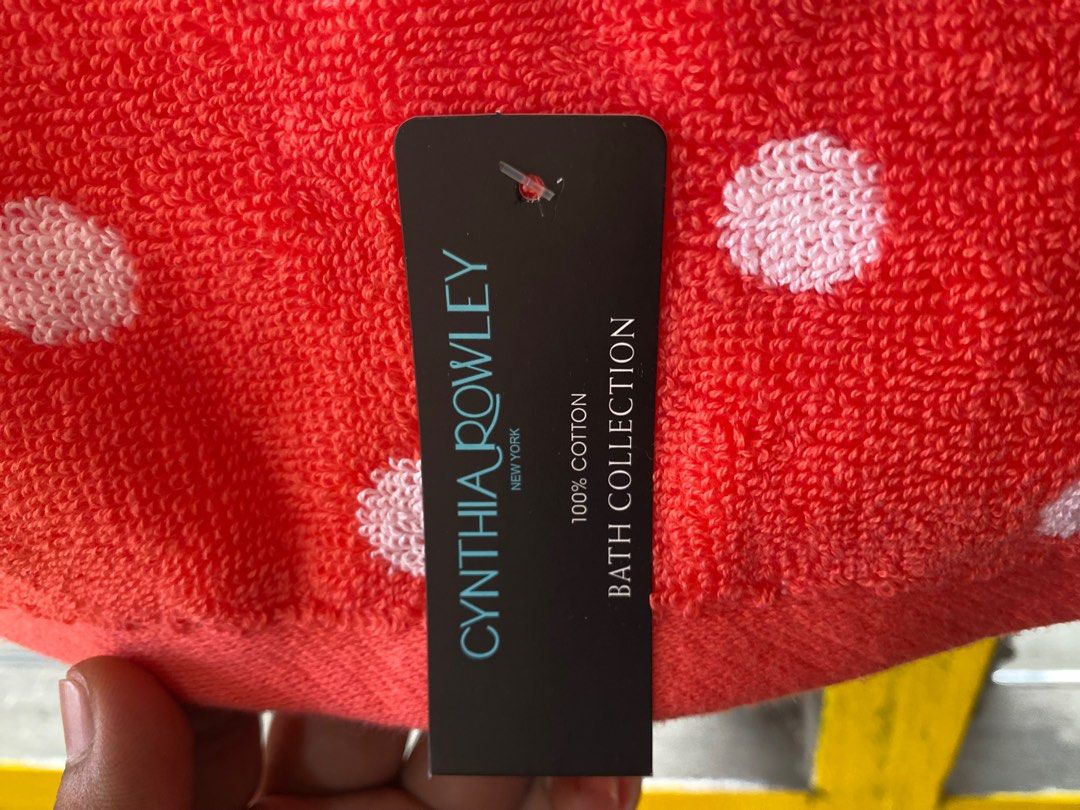 CYNTHIA ROWLEY
NEW YORK
100% COTTON
BATH COLLECTION